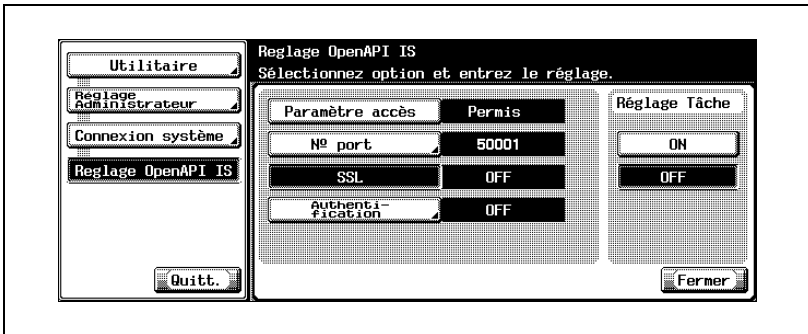 Utilitaire
Réglage
Administrateur
Connexion système
Reglage OpenAPI IS
Quitt.
Reglage OpenAPI IS
Sélectionnez option et entrez le réglage.
Paramètre accès Permis
Nº port 50001
SSL OFF
Authenti-
fication OFF
Réglage Tâche
ON
OFF
Fermer